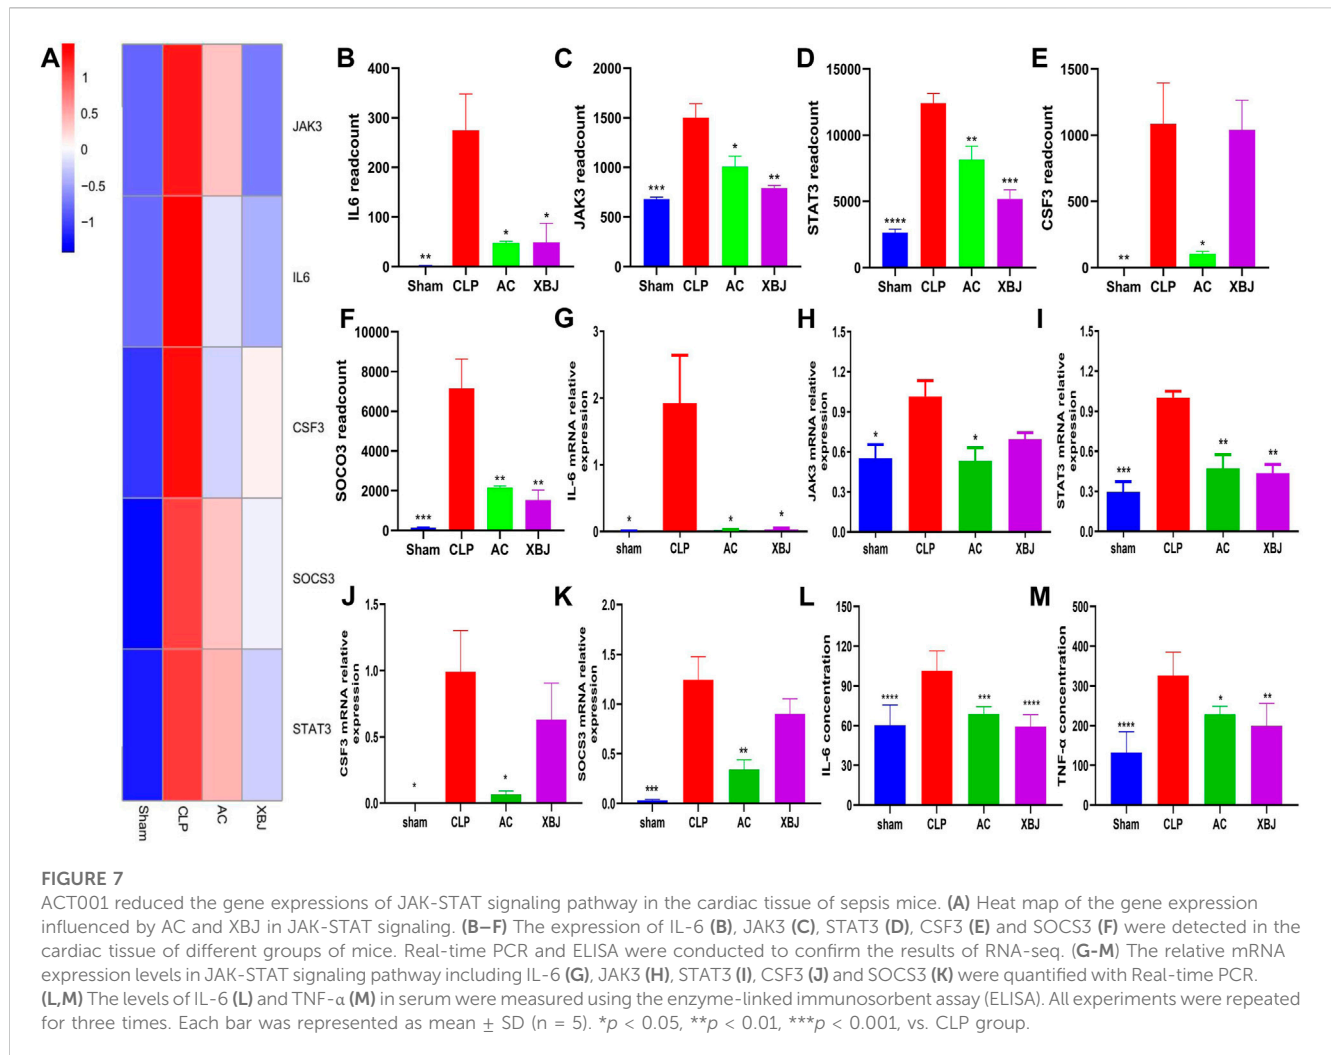 A
1
0.5
0
−0.5
−1
JAK3
IL6
CSF3
SOCS3
STAT3
Sham
CLP
AC
XBJ
B
IL6 readcount
400
300
200
100
0
**
*
*
Sham CLP AC XBJ
C
JAK3 readcount
2000
1500
1000
500
0
***
*
**
Sham CLP AC XBJ
D
STAT3 readcount
15000
10000
5000
0
****
**
***
Sham CLP AC XBJ
E
CSF3 readcount
1500
1000
500
0
**
*
Sham CLP AC XBJ
F
SOCO3 readcount
10000
8000
6000
4000
2000
0
***
**
**
Sham CLP AC XBJ
G
IL-6 mRNA relative
expression
3
2
1
0
*
*
*
sham CLP AC XBJ
H
JAK3 mRNA relative
expression
1.5
1.2
0.9
0.6
0.3
0.0
*
*
sham CLP AC XBJ
I
STAT3 mRNA relative
expression
1.5
1.2
0.9
0.6
0.3
0.0
***
**
**
sham CLP AC XBJ
J
CSF3 mRNA relative
expression
1.5
1.0
0.5
0.0
*
*
sham CLP AC XBJ
K
SOCS3 mRNA relative
expression
2.0
1.5
1.0
0.5
0.0
***
**
sham CLP AC XBJ
L
IL-6 concentration
150
120
90
60
30
0
****
***
****
Sham CLP AC XBJ
M
TNF-α concentration
500
400
300
200
100
0
****
*
**
Sham CLP AC XBJ
FIGURE 7
ACT001 reduced the gene expressions of JAK-STAT signaling pathway in the cardiac tissue of sepsis mice. (A) Heat map of the gene expression
influenced by AC and XBJ in JAK-STAT signaling. (B–F) The expression of IL-6 (B), JAK3 (C), STAT3 (D), CSF3 (E) and SOCS3 (F) were detected in the
cardiac tissue of different groups of mice. Real-time PCR and ELISA were conducted to confirm the results of RNA-seq. (G-M) The relative mRNA
expression levels in JAK-STAT signaling pathway including IL-6 (G), JAK3 (H), STAT3 (I), CSF3 (J) and SOCS3 (K) were quantified with Real-time PCR.
(L,M) The levels of IL-6 (L) and TNF-α (M) in serum were measured using the enzyme-linked immunosorbent assay (ELISA). All experiments were repeated
for three times. Each bar was represented as mean ± SD (n = 5). *p < 0.05, **p < 0.01, ***p < 0.001, vs. CLP group.